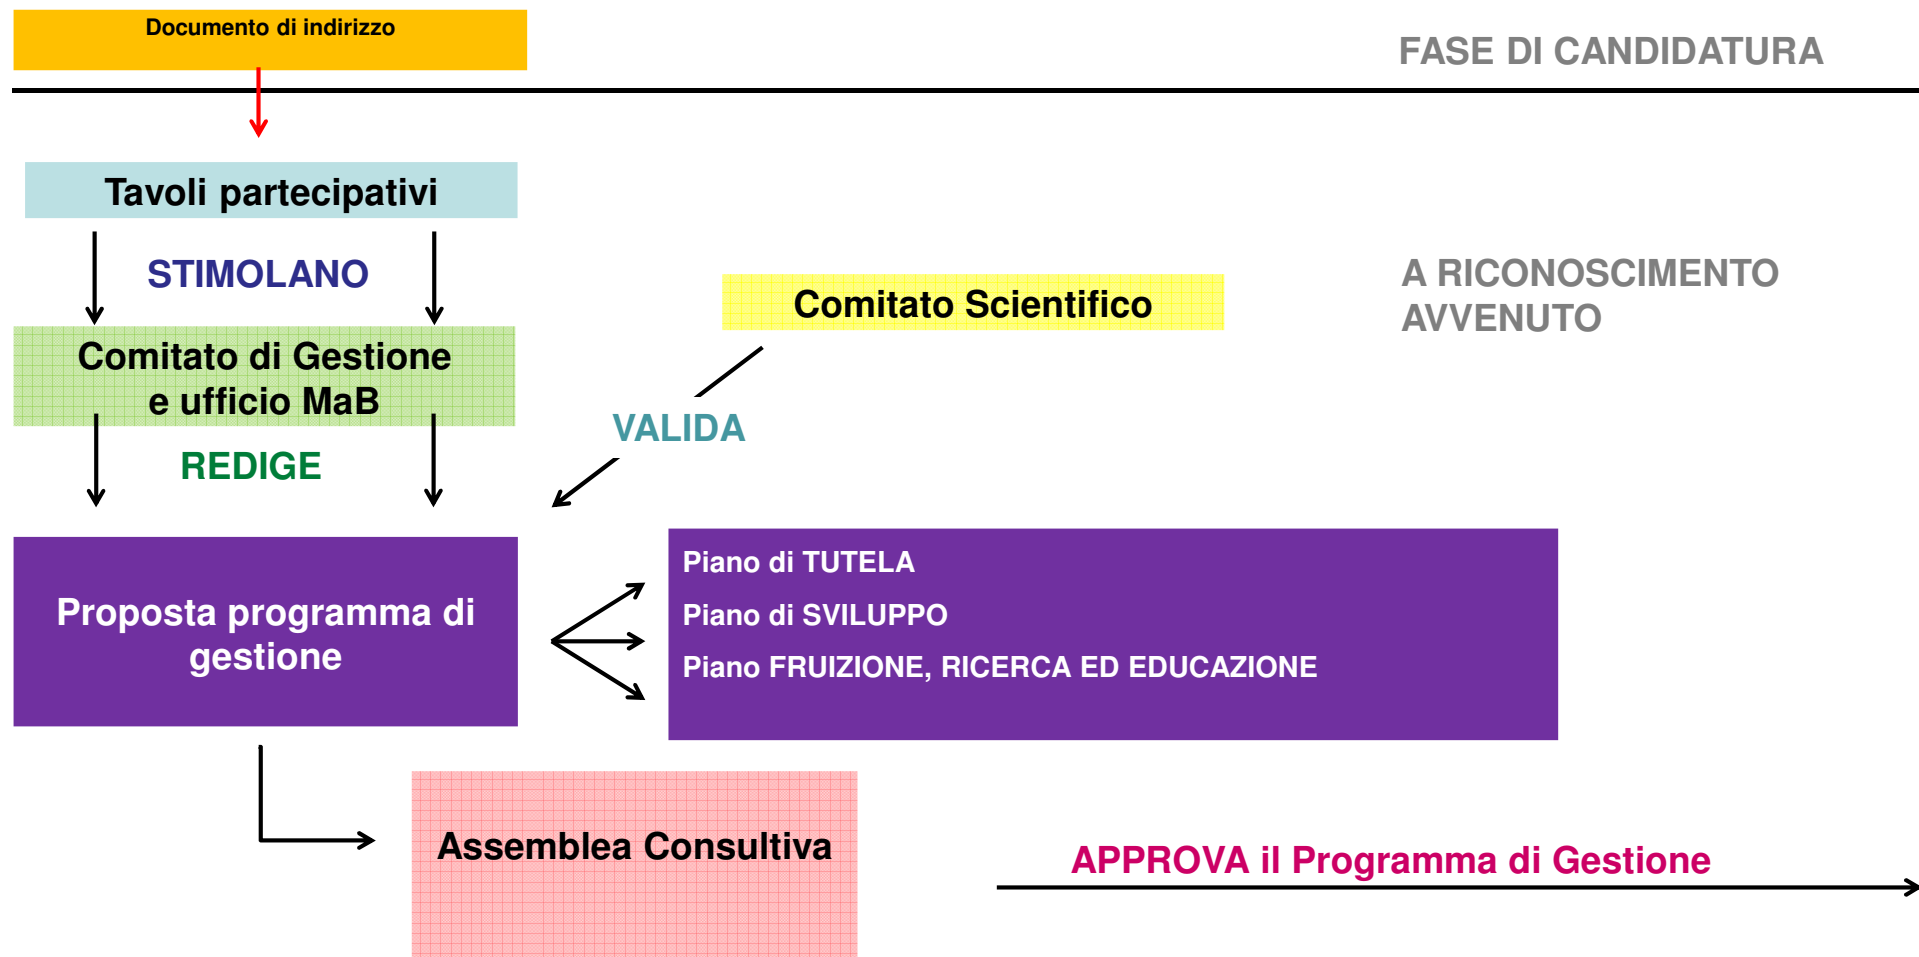 Documento di indirizzo
FASE DI CANDIDATURA
Tavoli partecipativi
STIMOLANO
Comitato Scientifico
A RICONOSCIMENTO
AVVENUTO
Comitato di Gestione
e ufficio MaB
VALIDA
REDIGE
Proposta programma di
gestione
Piano di TUTELA
Piano di SVILUPPO
Piano FRUIZIONE, RICERCA ED EDUCAZIONE
Assemblea Consultiva
APPROVA il Programma di Gestione